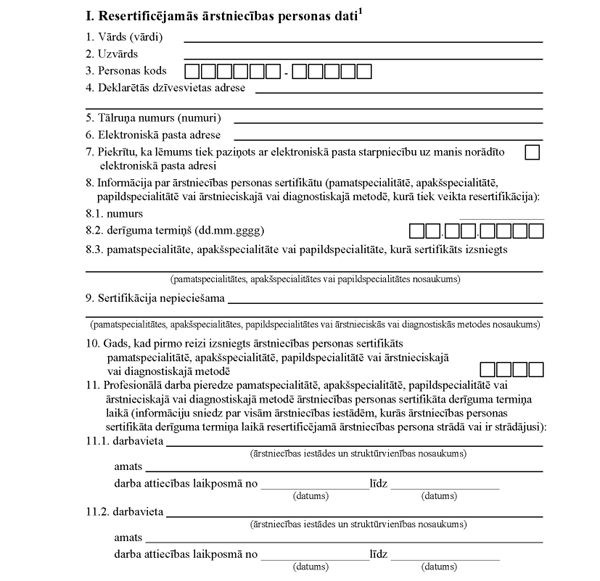 I. Resertificējamās ārstniecības personas dati1
1. Vārds (vārdi)
2. Uzvārds
3. Personas kods -
4. Deklarētās dzīvesvietas adrese
5. Tālruņa numurs (numuri)
6. Elektroniskā pasta adrese
7. Piekrītu, ka lēmums tiek paziņots ar elektroniskā pasta starpniecību uz manis norādīto
elektroniskā pasta adresi
8. Informācija par ārstniecības personas sertifikātu (pamatspecialitātē, apakšspecialitātē,
papildspecialitātē vai ārstnieciskajā vai diagnostiskajā metodē, kurā tiek veikta resertifikācija):
8.1. numurs
8.2. derīguma termiņš (dd.mm.gggg) . .
8.3. pamatspecialitāte, apakšspecialitāte vai papildspecialitāte, kurā sertifikāts izsniegts
(pamatspecialitātes, apakšspecialitātes vai papildspecialitātes nosaukums)
9. Sertifikācija nepieciešama
(pamatspecialitātes, apakšspecialitātes, papildspecialitātes vai ārstnieciskās vai diagnostiskās metodes nosaukums)
10. Gads, kad pirmo reizi izsniegts ārstniecības personas sertifikāts
pamatspecialitātē, apakšspecialitātē, papildspecialitātē vai ārstnieciskajā
vai diagnostiskajā metodē
11. Profesionālā darba pieredze pamatspecialitātē, apakšspecialitātē, papildspecialitātē vai
ārstnieciskajā vai diagnostiskajā metodē ārstniecības personas sertifikāta derīguma termiņa
laikā (informāciju sniedz par visām ārstniecības iestādēm, kurās ārstniecības personas
sertifikāta derīguma termiņa laikā resertificējamā ārstniecības persona strādā vai ir strādājusi):
11.1. darbavieta
(ārstniecības iestādes un struktūrvienības nosaukums)
amats
darba attiecības laikposmā no līdz
(datums) (datums)
11.2. darbavieta
(ārstniecības iestādes un struktūrvienības nosaukums)
amats
darba attiecības laikposmā no līdz
(datums) (datums)